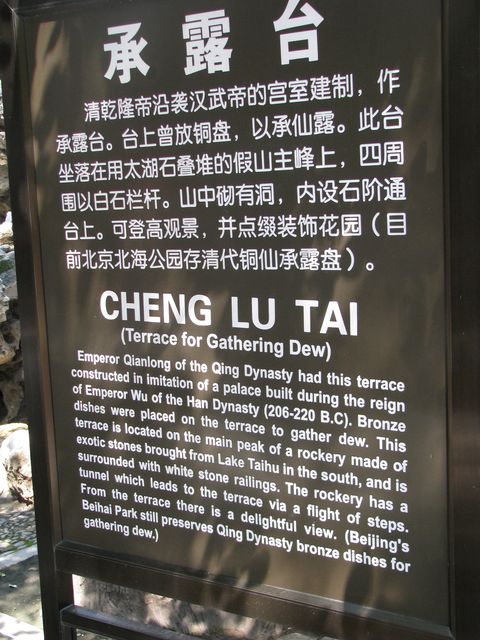 承露台
清乾隆帝沿袭汉武帝的宫室建制，作
承露台。台上曾放铜盘，以承仙露。此台
坐落在用太湖石叠堆的假山主峰上，四周
围以白石栏杆。山中砌有洞，内设石阶通
台上。可登高观景，并点缀装饰花园（目
前北京北海公园存清代铜仙承露盘）。
CHENG LU TAI
(Terrace for Gathering Dew)
Emperor Qianlong of the Qing Dynasty had this terrace
constructed in imitation of a palace built during the reign
of Emperor Wu of the Han Dynasty (206-220 B.C). Bronze
dishes were placed on the terrace to gather dew. This
terrace is located on the main peak of a rockery made of
exotic stones brought from Lake Taihu in the south, and is
surrounded with white stone railings. The rockery has a
tunnel which leads to the terrace via a flight of steps.
From the terrace there is a delightful view. (Beijing's
Beihai Park still preserves Qing Dynasty bronze dishes for
gathering dew.)